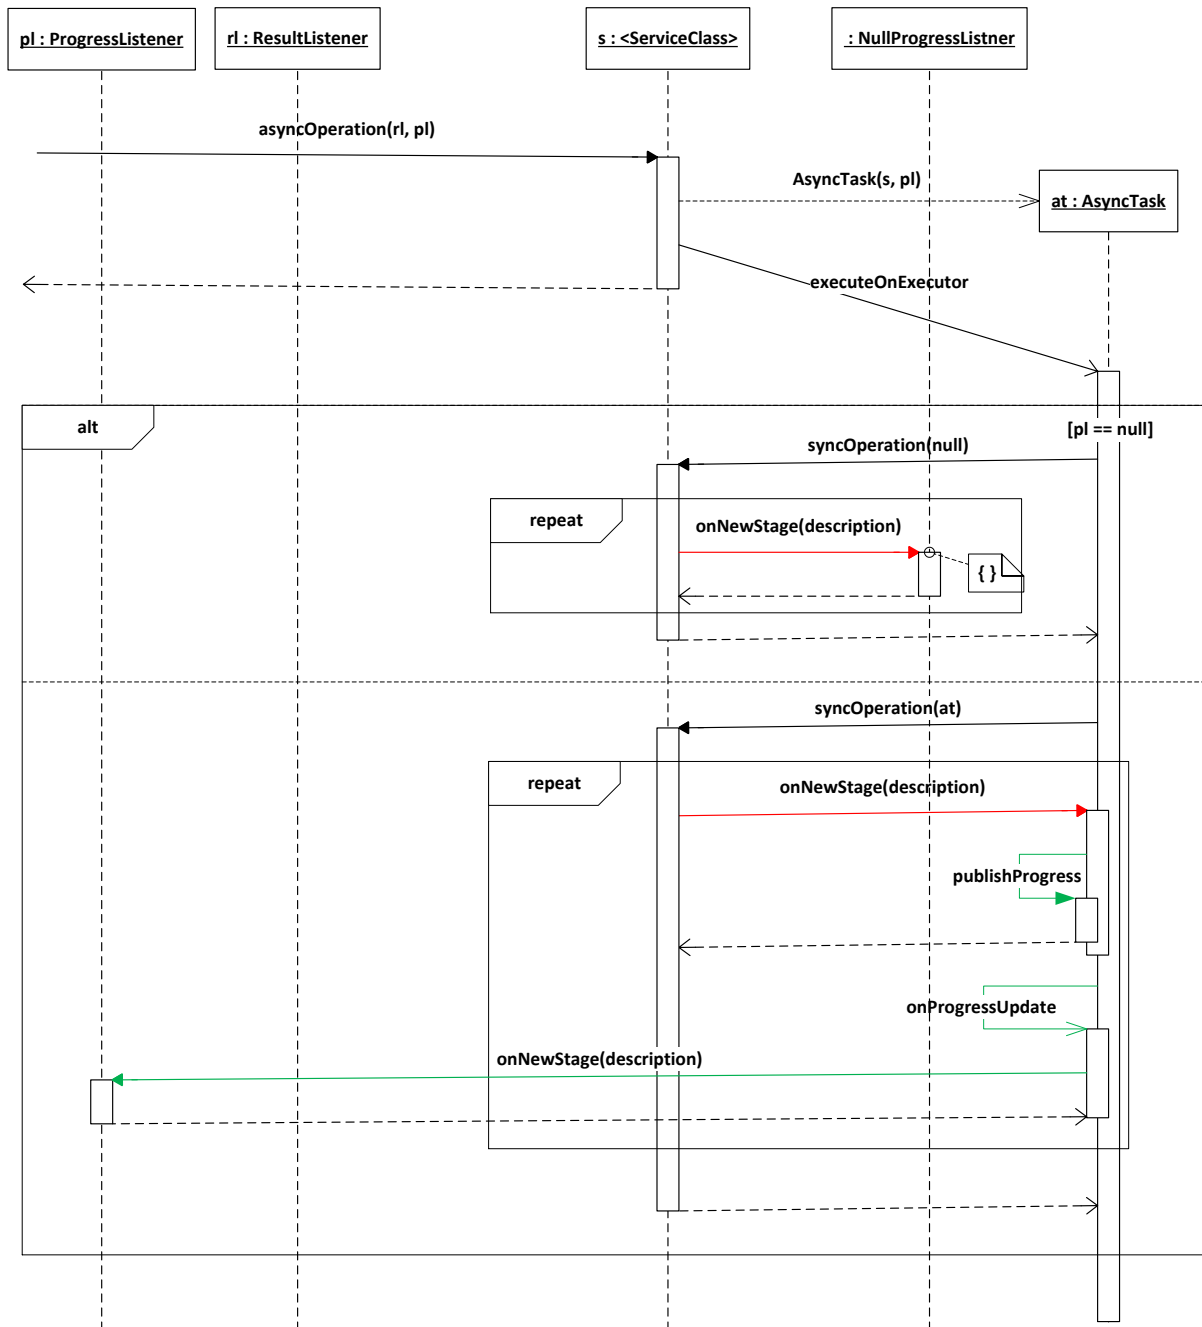 pl : ProgressListener
rl : ResultListener
s : <ServiceClass>
: NullProgressListner
asyncOperation(rl, pl)
AsyncTask(s, pl)
at : AsyncTask
executeOnExecutor
alt
[pl == null]
syncOperation(null)
repeat
onNewStage(description)
{ }
syncOperation(at)
repeat
onNewStage(description)
publishProgress
onProgressUpdate
onNewStage(description)